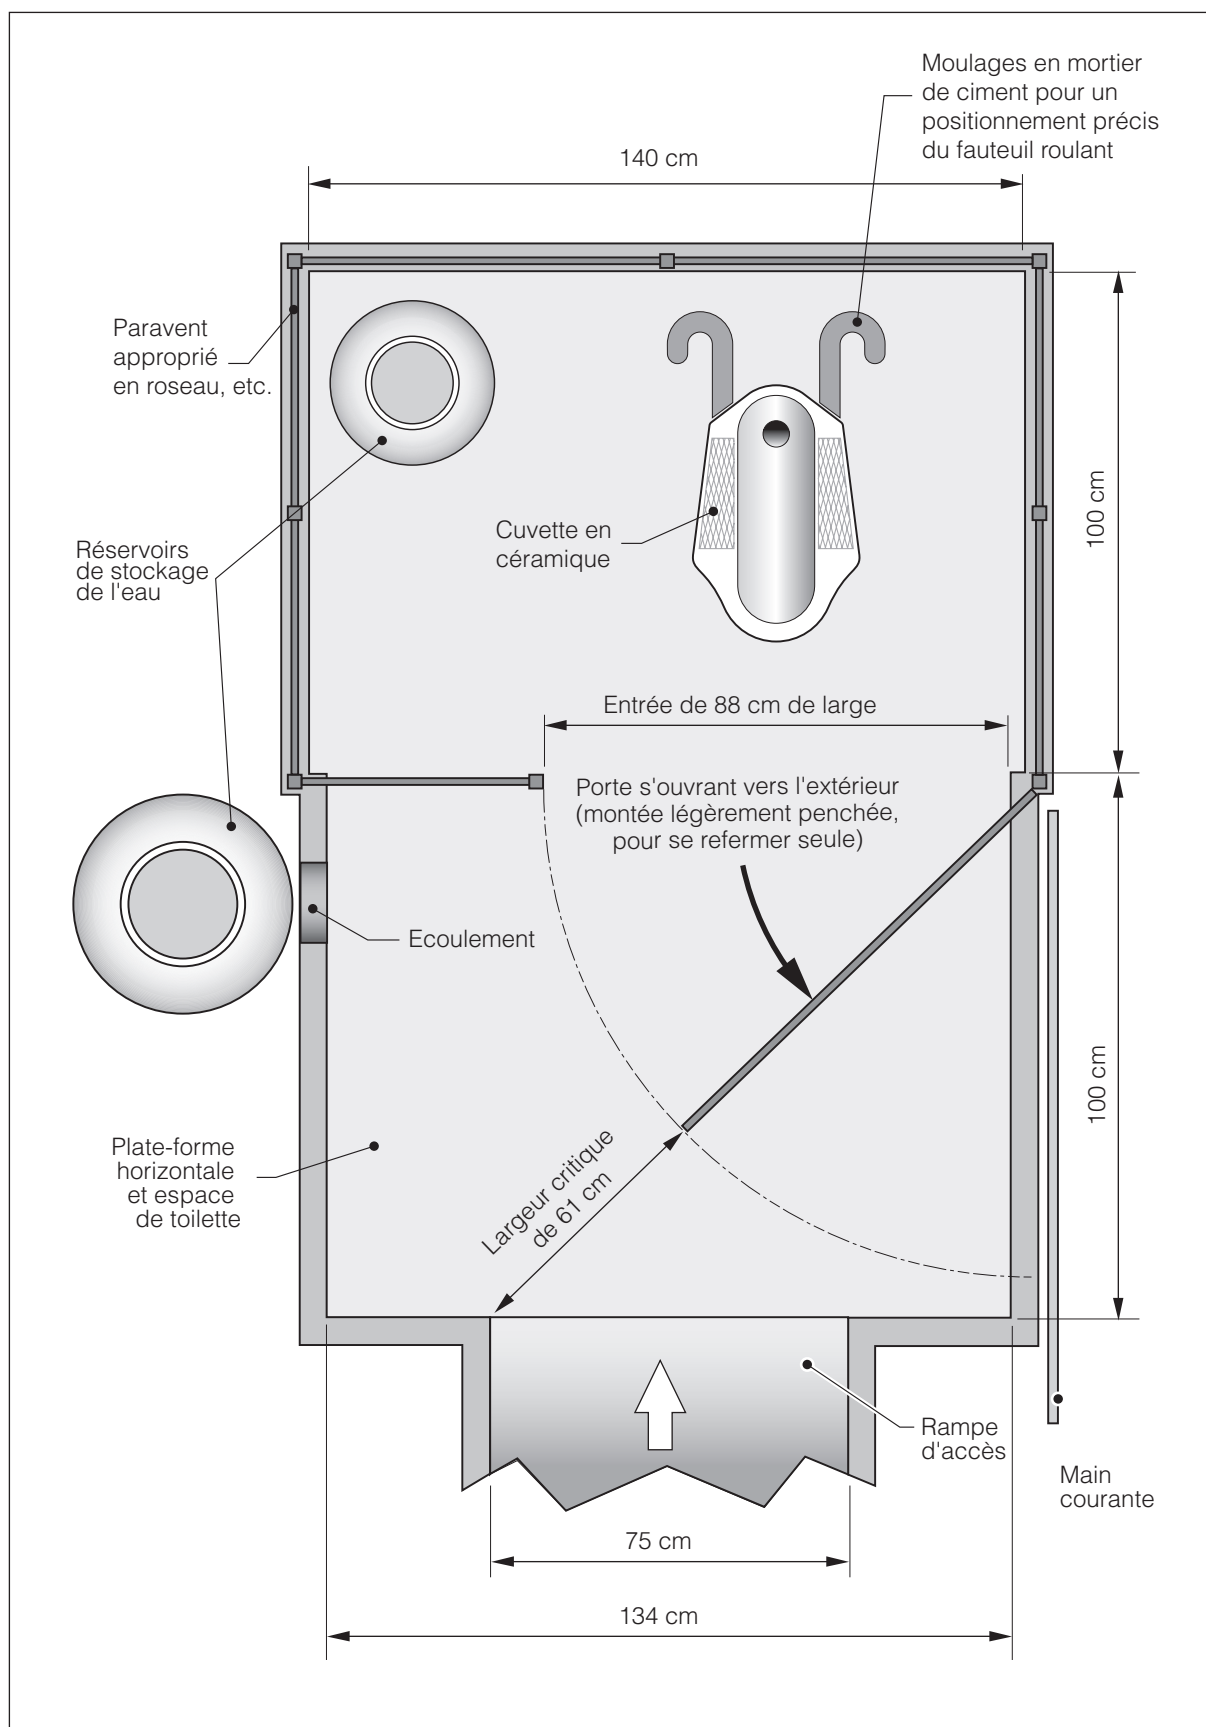 Moulages en mortier
de ciment pour un
positionnement précis
du fauteuil roulant
140 cm
Paravent
approprié
en roseau, etc.
100 cm
Cuvette en
céramique
Réservoirs
de stockage
de l'eau
Entrée de 88 cm de large
Porte s'ouvrant vers l'extérieur
(montée légèrement penchée,
pour se refermer seule)
Ecoulement
100 cm
Plate-forme
horizontale
et espace
de toilette
Largeur critique
de 61 cm
Rampe
d'accès
Main
courante
75 cm
134 cm